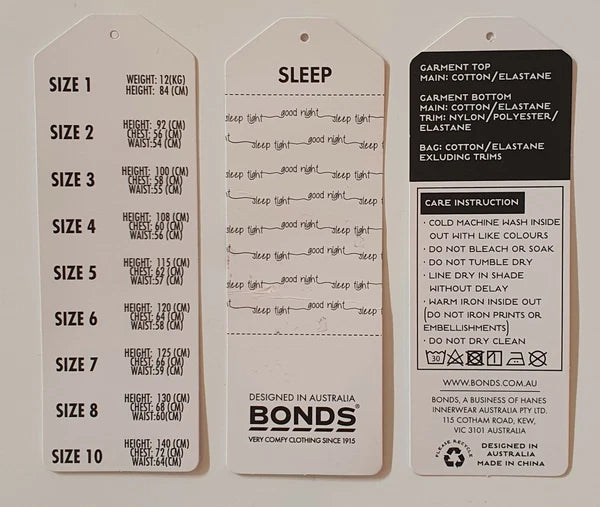 SIZE 1
WEIGHT: 12(KG)
HEIGHT: 84 (CM)
SIZE 2
HEIGHT: 92 (CM)
CHEST: 56 (CM)
WAIST:54 (CM)
SIZE 3
HEIGHT: 100 (CM)
CHEST: 58 (CM)
WAIST:55 (CM)
SIZE 4
HEIGHT: 108 (CM)
CHEST: 60 (CM)
WAIST:56 (CM)
SIZE 5
HEIGHT: 115 (CM)
CHEST: 62 (CM)
WAIST:57 (CM)
SIZE 6
HEIGHT: 120 (CM)
CHEST: 64 (CM)
WAIST:58 (CM)
SIZE 7
HEIGHT: 125 (CM)
CHEST: 66 (CM)
WAIST:59 (CM)
SIZE 8
HEIGHT: 130 (CM)
CHEST: 68 (CM)
WAIST:60(CM)
SIZE 10
HEIGHT: 140 (CM)
CHEST: 72 (CM)
WAIST:64(CM)
SLEEP
sleep tight good night sleep tight
sleep tight good night sleep
sleep tight good night sleep tight
sleep tight good night sleep
sleep tight good night sleep tight
sleep tight good night sleep
sleep tight good night sleep tight
sleep tight good night sleep
DESIGNED IN AUSTRALIA
BONDS®
VERY COMFY CLOTHING SINCE 1915
GARMENT TOP
MAIN: COTTON/ELASTANE
GARMENT BOTTOM
MAIN: COTTON/ELASTANE
TRIM: NYLON/POLYESTER/
ELASTANE
BAG: COTTON/ELASTANE
EXLUDING TRIMS
CARE INSTRUCTION
· COLD MACHINE WASH INSIDE
OUT WITH LIKE COLOURS
· DO NOT BLEACH OR SOAK
· DO NOT TUMBLE DRY
· LINE DRY IN SHADE
WITHOUT DELAY
· WARM IRON INSIDE OUT
(DO NOT IRON PRINTS OR
EMBELLISHMENTS)
· DO NOT DRY CLEAN
30
WWW.BONDS.COM.AU
BONDS, A BUSINESS OF HANES
INNERWEAR AUSTRALIA PTY LTD.
115 COTHAM ROAD, KEW,
VIC 3101 AUSTRALIA
PLEASE RECYCLE
DESIGNED IN
AUSTRALIA
MADE IN CHINA